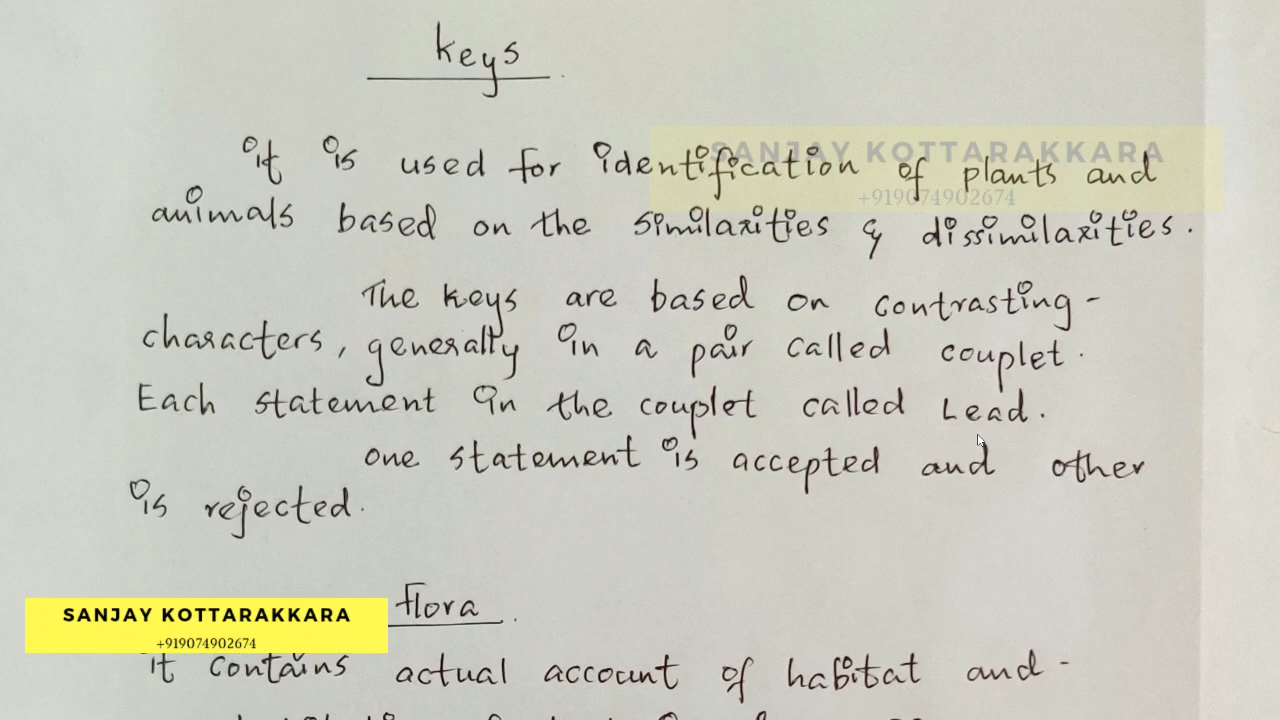 keys
SANJAY KOTTARAKKARA
+919074902674
it is used for identification of plants and
animals based on the similarities & dissimilarities.
The keys are based on contrasting -
characters, generally in a pair called couplet.
Each statement in the couplet called Lead.
one statement is accepted and other
is rejected.
flora
SANJAY KOTTARAKKARA
+919074902674
it contains actual account of habitat and -